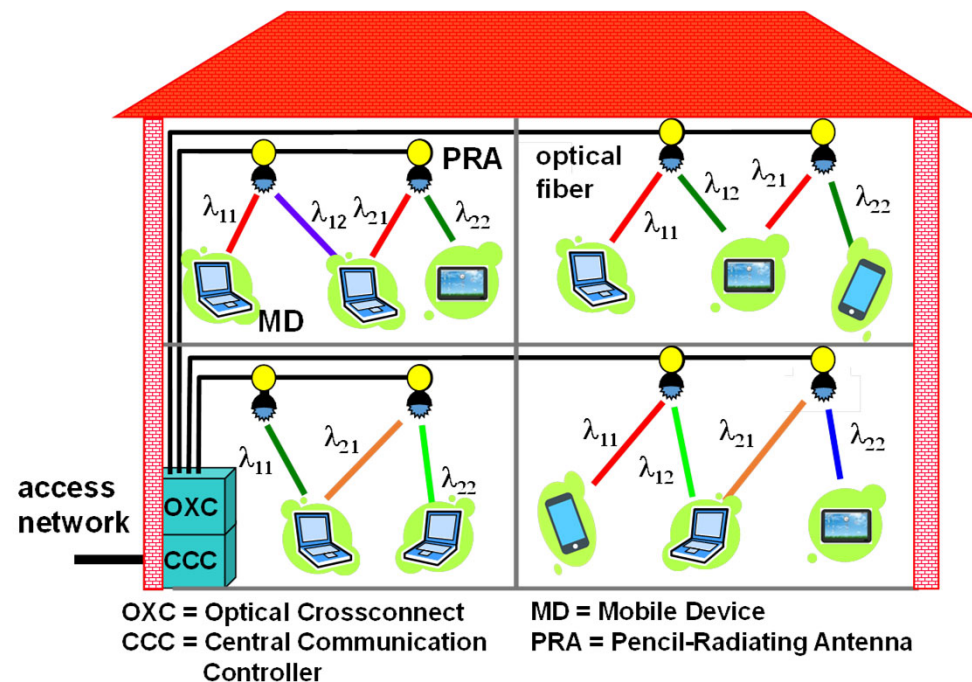 PRA
λ11
λ12
λ21
λ22
MD
optical
fiber
λ11
λ12
λ21
λ22
λ11
λ21
λ22
λ11
λ12
λ21
λ22
access
network
OXC
CCC
OXC = Optical Crossconnect
CCC = Central Communication
Controller
MD = Mobile Device
PRA = Pencil-Radiating Antenna